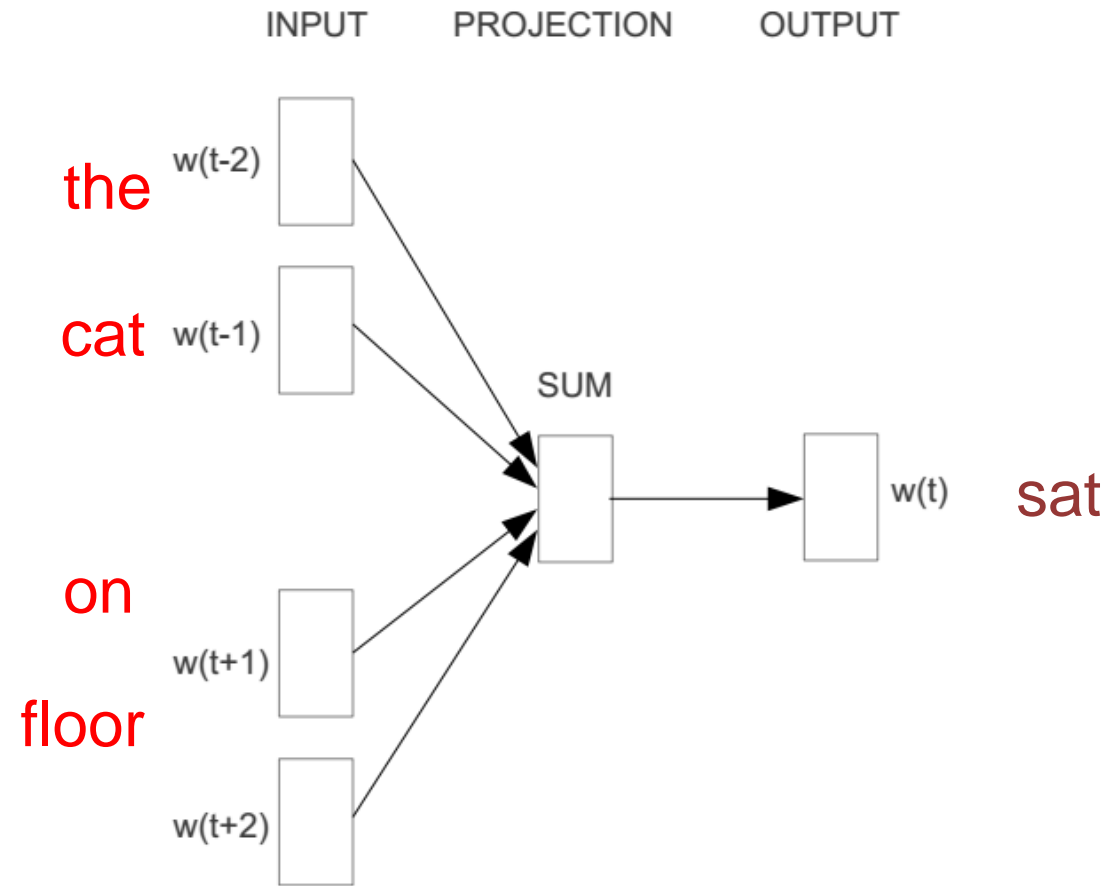 INPUT PROJECTION OUTPUT
the w(t-2)
cat w(t-1)
SUM
w(t) sat
on
w(t+1)
floor
w(t+2)